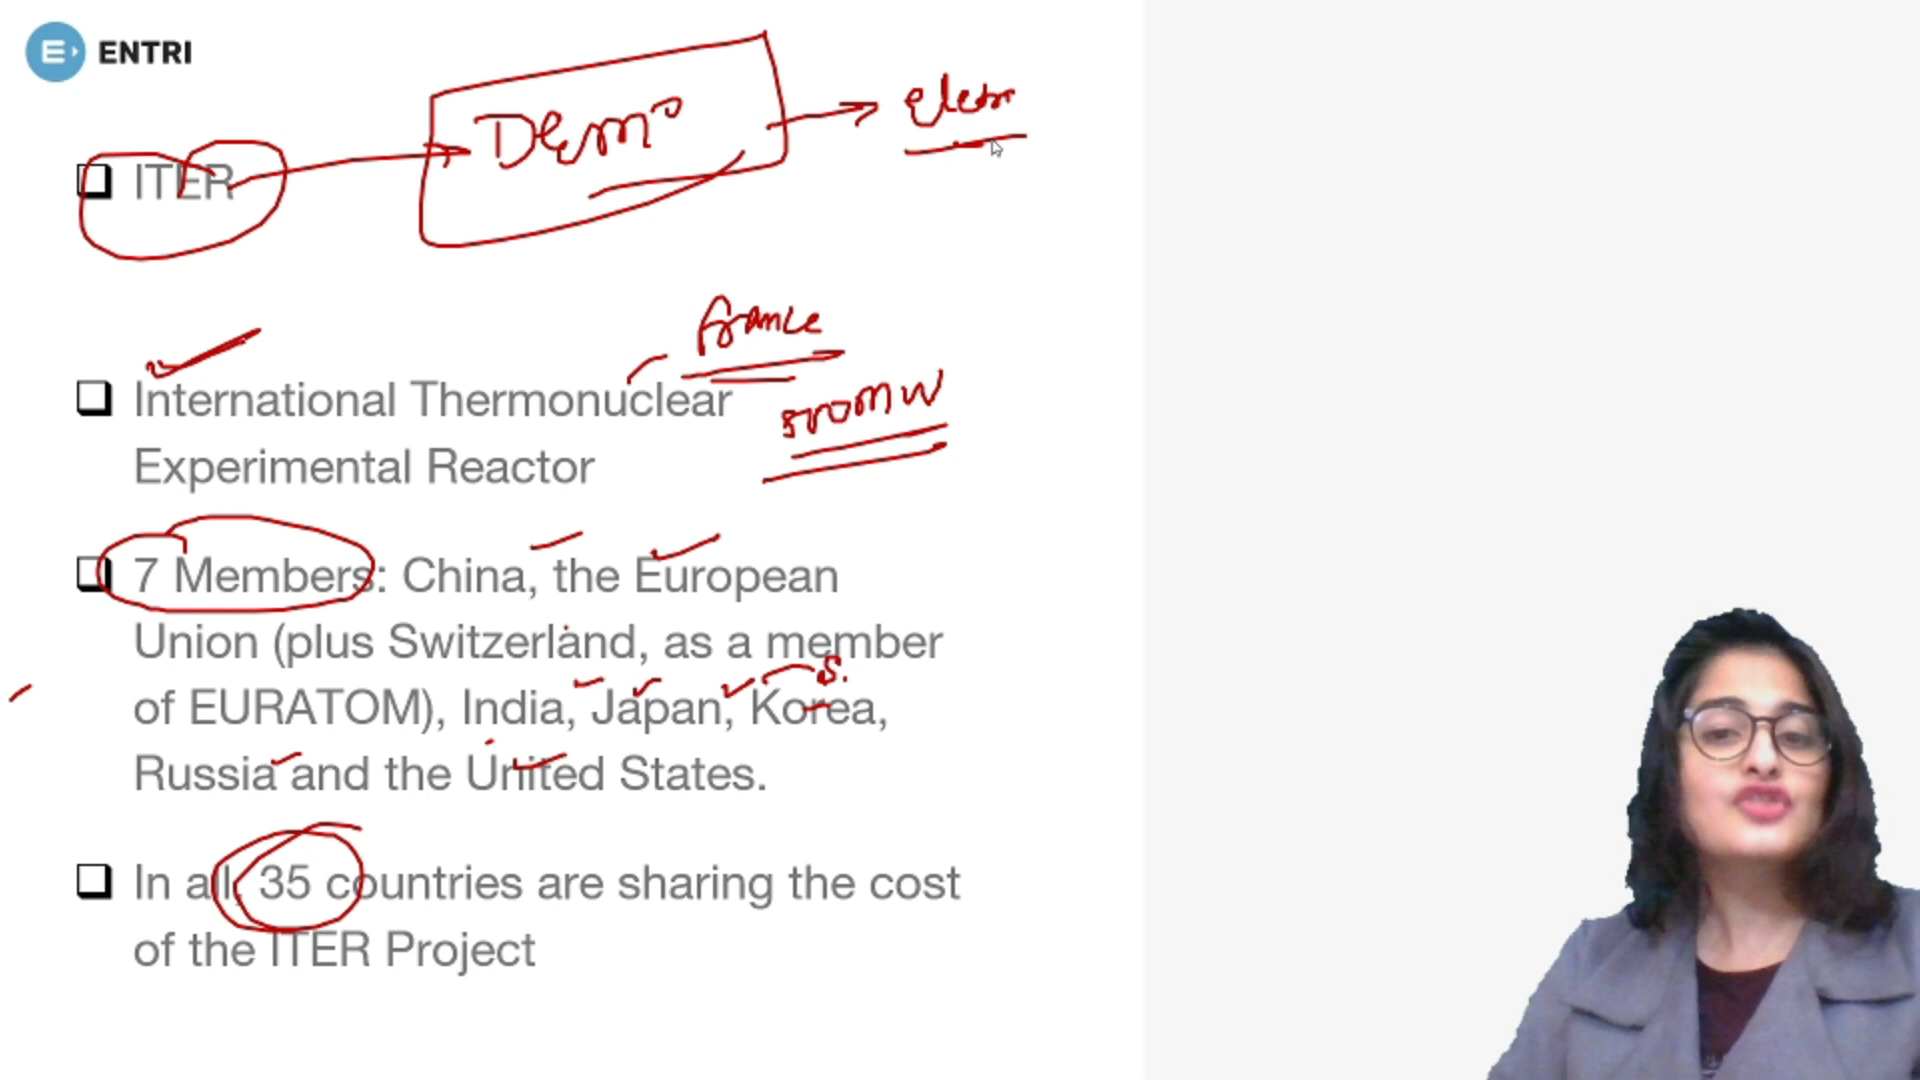 ENTRI
Demo
eletr
ITER
france
International Thermonuclear
500mW
Experimental Reactor
7 Members: China, the European
Union (plus Switzerland, as a member
S.
of EURATOM), India, Japan, Korea,
Russia and the United States.
In all, 35 countries are sharing the cost
of the ITER Project